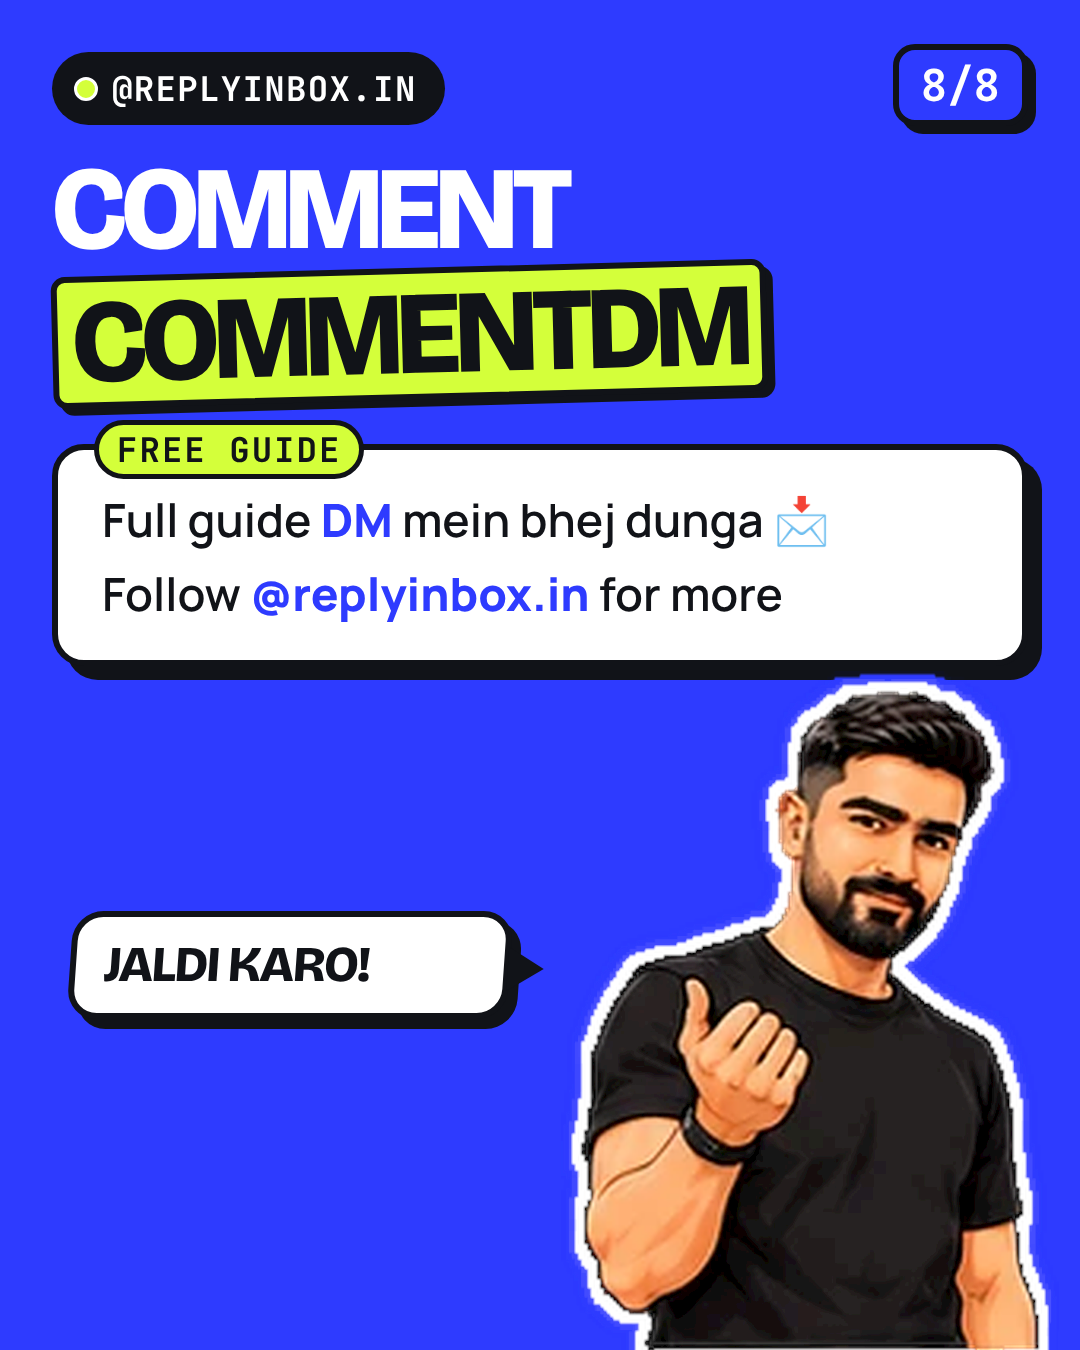 @REPLYINBOX.IN
8/8
COMMENT
COMMENTDM
FREE GUIDE
Full guide DM mein bhej dunga 📩
Follow @replyinbox.in for more
JALDI KARO!